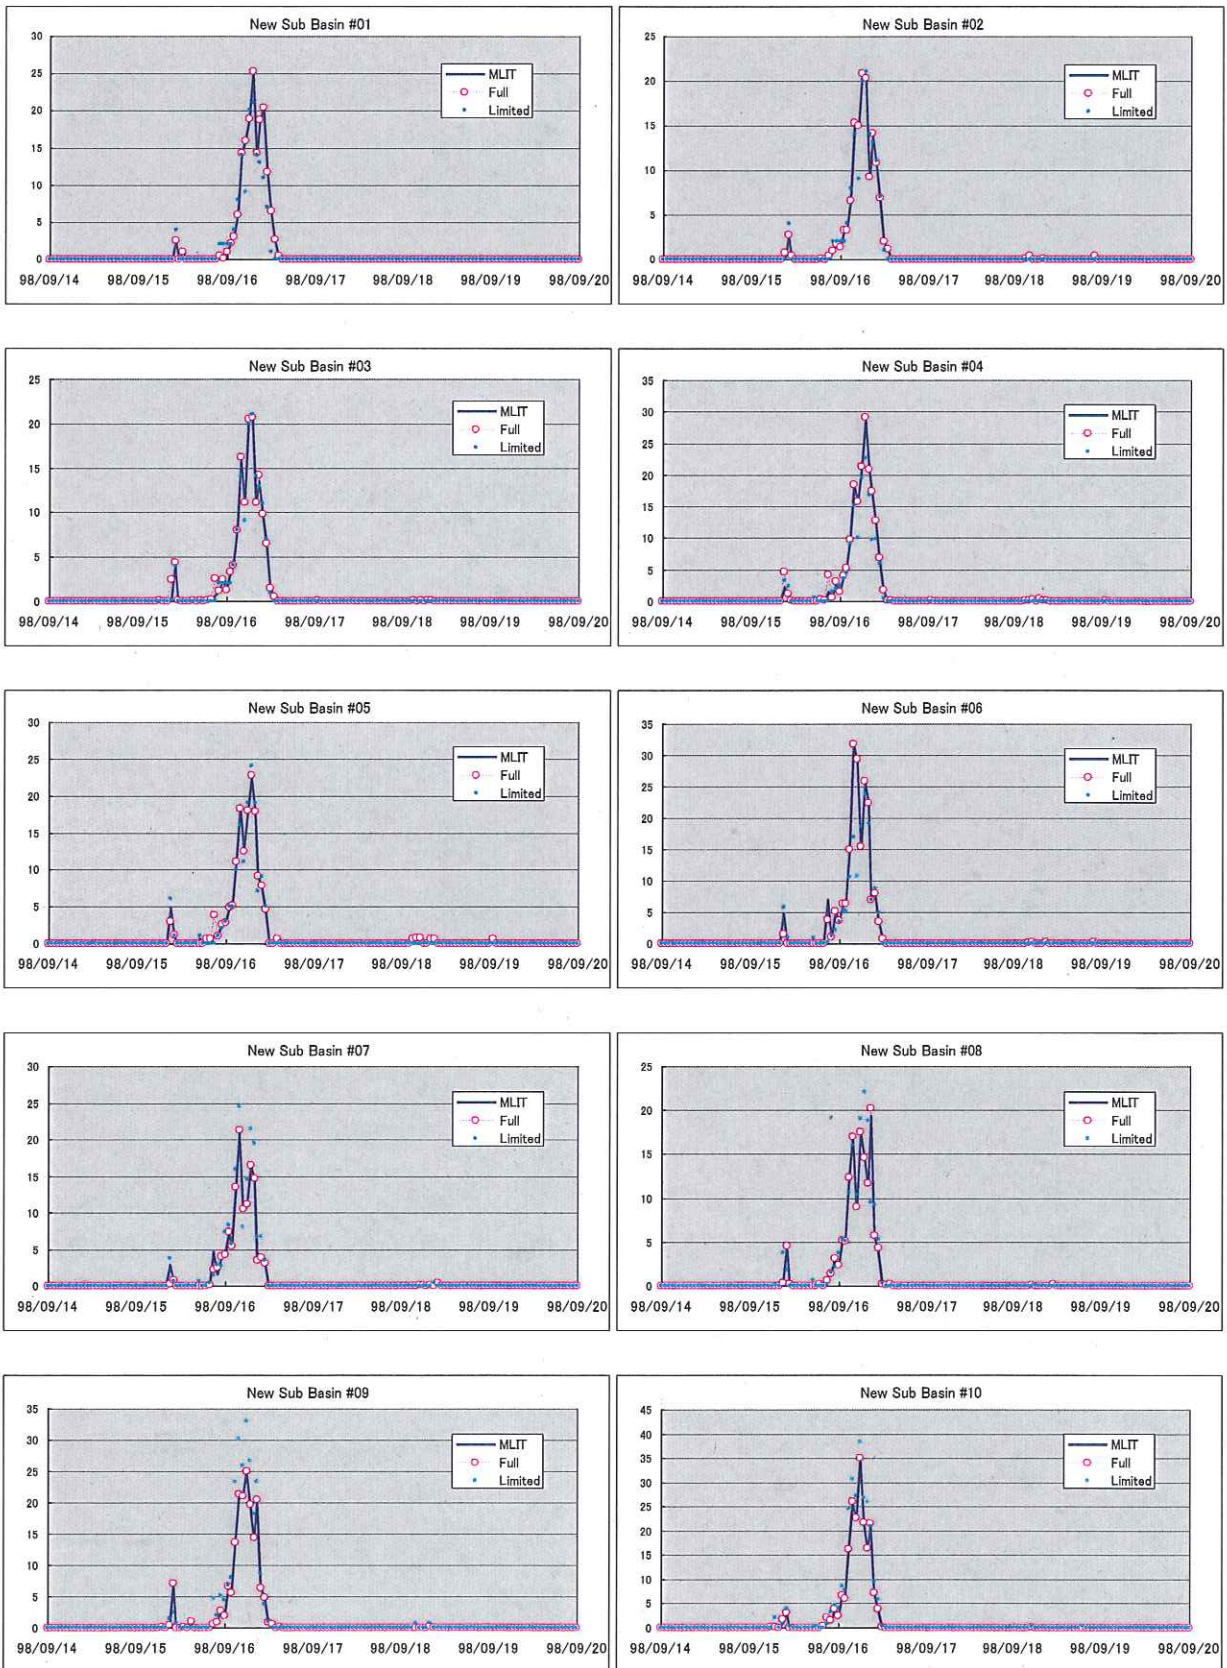 New Sub Basin #01
30
25
20
15
10
5
0
MLIT
Full
Limited
98/09/14 98/09/15 98/09/16 98/09/17 98/09/18 98/09/19 98/09/20
New Sub Basin #02
25
20
15
10
5
0
MLIT
Full
Limited
98/09/14 98/09/15 98/09/16 98/09/17 98/09/18 98/09/19 98/09/20
New Sub Basin #03
25
20
15
10
5
0
MLIT
Full
Limited
98/09/14 98/09/15 98/09/16 98/09/17 98/09/18 98/09/19 98/09/20
New Sub Basin #04
35
30
25
20
15
10
5
0
MLIT
Full
Limited
98/09/14 98/09/15 98/09/16 98/09/17 98/09/18 98/09/19 98/09/20
New Sub Basin #05
30
25
20
15
10
5
0
MLIT
Full
Limited
98/09/14 98/09/15 98/09/16 98/09/17 98/09/18 98/09/19 98/09/20
New Sub Basin #06
35
30
25
20
15
10
5
0
MLIT
Full
Limited
98/09/14 98/09/15 98/09/16 98/09/17 98/09/18 98/09/19 98/09/20
New Sub Basin #07
30
25
20
15
10
5
0
MLIT
Full
Limited
98/09/14 98/09/15 98/09/16 98/09/17 98/09/18 98/09/19 98/09/20
New Sub Basin #08
25
20
15
10
5
0
MLIT
Full
Limited
98/09/14 98/09/15 98/09/16 98/09/17 98/09/18 98/09/19 98/09/20
New Sub Basin #09
35
30
25
20
15
10
5
0
MLIT
Full
Limited
98/09/14 98/09/15 98/09/16 98/09/17 98/09/18 98/09/19 98/09/20
New Sub Basin #10
45
40
35
30
25
20
15
10
5
0
MLIT
Full
Limited
98/09/14 98/09/15 98/09/16 98/09/17 98/09/18 98/09/19 98/09/20